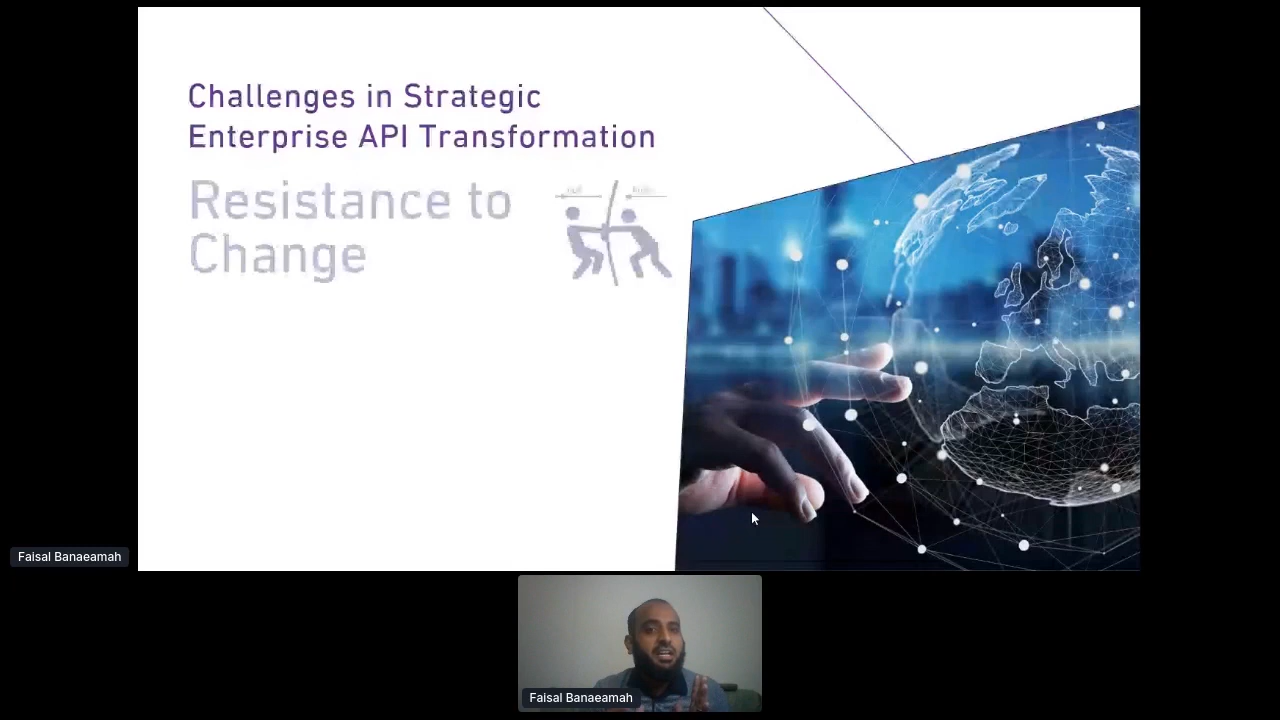 Challenges in Strategic
Enterprise API Transformation
Resistance to
Change
Faisal Banaeamah
Faisal Banaeamah